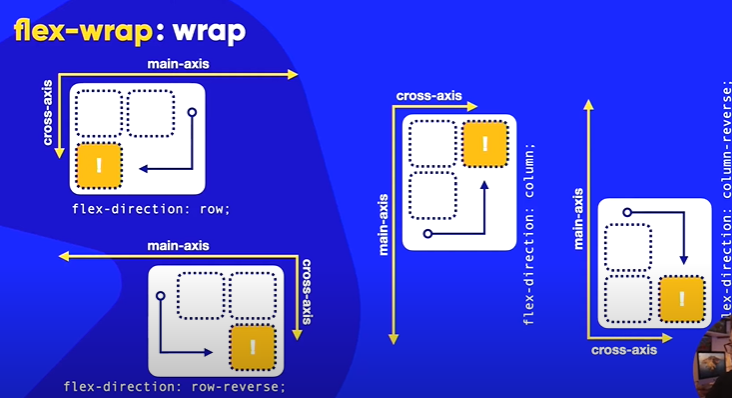 flex-wrap: wrap
main-axis
cross-axis
!
flex-direction: row;
main-axis
cross-axis
!
flex-direction: row-reverse;
cross-axis
main-axis
!
flex-direction: column;
main-axis
!
cross-axis
flex-direction: column-reverse;